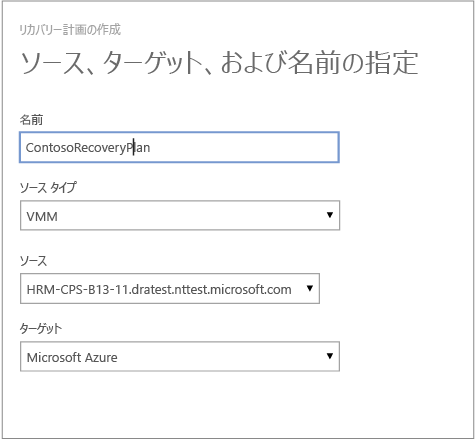 リカバリー計画の作成
ソース、ターゲット、および名前の指定
名前
ContosoRecoveryPlan
ソース タイプ
VMM
ソース
HRM-CPS-B13-11.dratest.nttest.microsoft.com
ターゲット
Microsoft Azure